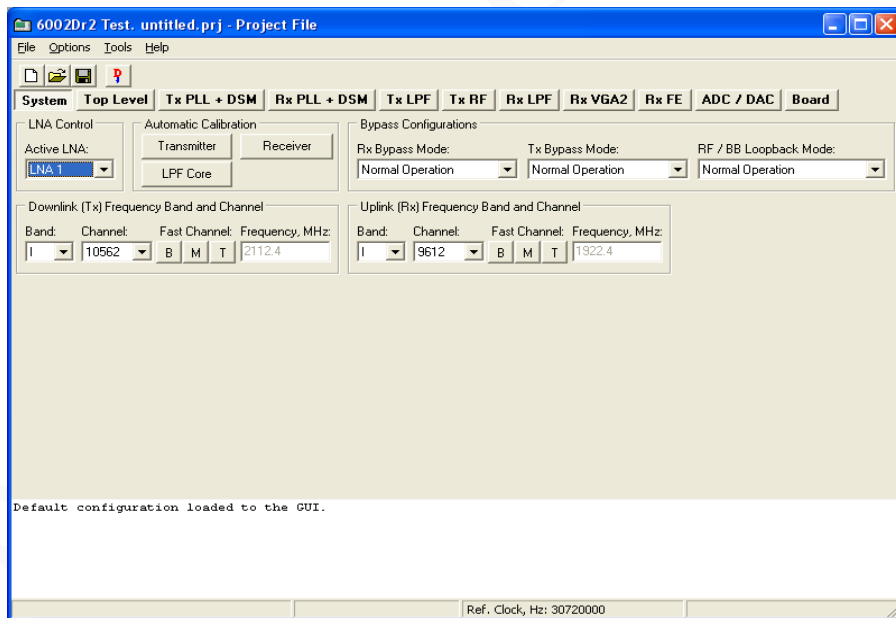 6002Dr2 Test. untitled.prj - Project File
File Options Tools Help
System Top Level Tx PLL + DSM Rx PLL + DSM Tx LPF Tx RF Rx LPF Rx VGA2 Rx FE ADC / DAC Board
LNA Control Automatic Calibration Bypass Configurations
Active LNA: Transmitter Receiver Rx Bypass Mode: Tx Bypass Mode: RF / BB Loopback Mode:
LNA 1 LPF Core Normal Operation Normal Operation Normal Operation
Downlink (Tx) Frequency Band and Channel Uplink (Rx) Frequency Band and Channel
Band: Channel: Fast Channel: Frequency, MHz: Band: Channel: Fast Channel: Frequency, MHz:
I 10562 B M T 2112.4 I 9612 B M T 1922.4
Default configuration loaded to the GUI.
Ref. Clock, Hz: 30720000